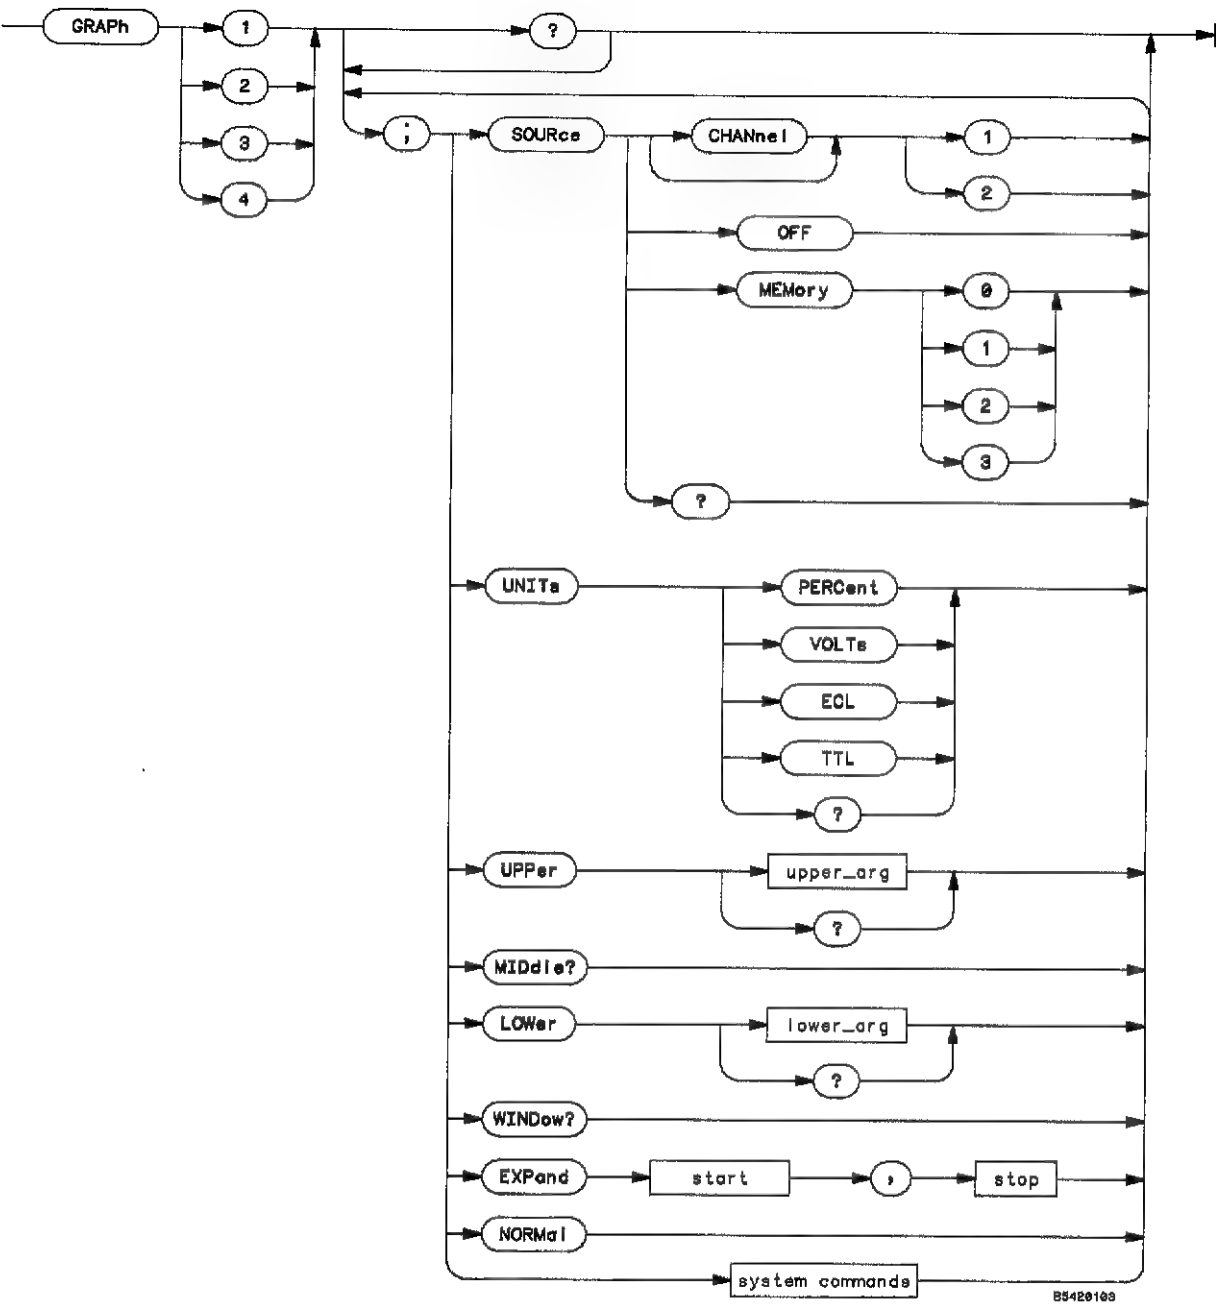 GRAPh 1 ?
2
3
4
; SOURce CHANnel 1
2
OFF
MEMory 0
1
2
3
?
UNITs PERCent
VOLTs
ECL
TTL
?
UPPer upper_arg
?
MIDdle?
LOWer lower_arg
?
WINDow?
EXPand start , stop
NORMal
system commands
85420103